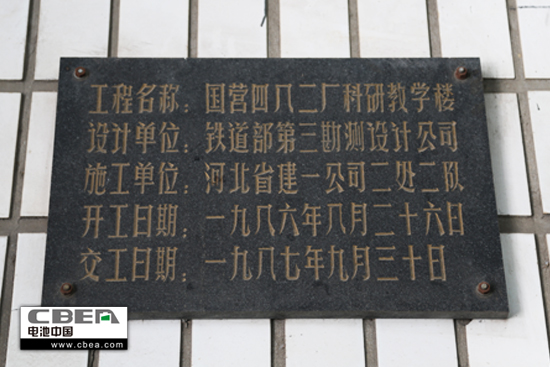 工程名称：国营四八二厂科研教学楼
设计单位：铁道部第三勘测设计公司
施工单位：河北省建一公司二处二队
开工日期：一九八六年八月二十六日
交工日期：一九八七年九月三十日
CBEA
电池中国
www.cbea.com